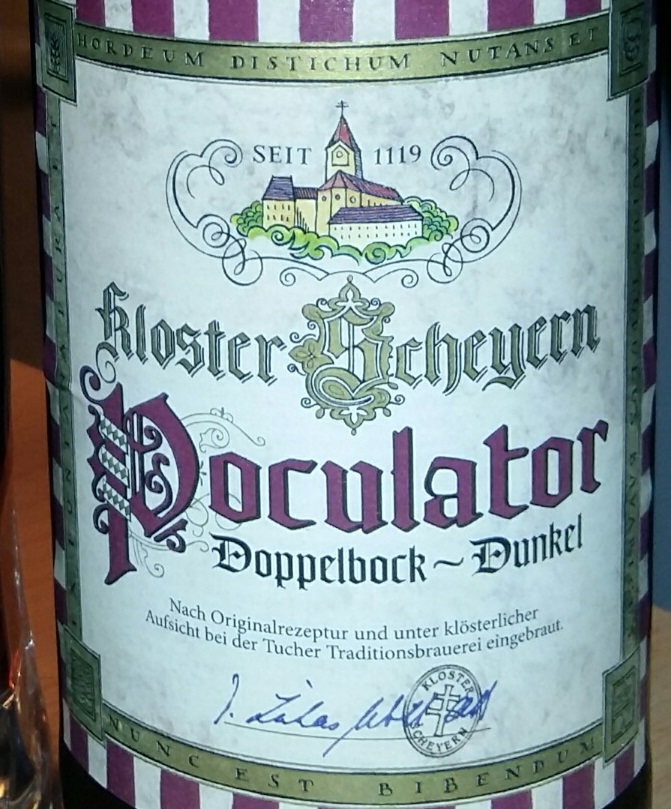 HORDEUM DISTICHUM NUTANS ET
SEIT 1119
Kloster Scheyern
Poculator
Doppelbock ~ Dunkel
Nach Originalrezeptur und unter klösterlicher
Aufsicht bei der Tucher Traditionsbrauerei eingebraut.
KLOSTER
SCHEYERN
NUNC EST BIBENDUM